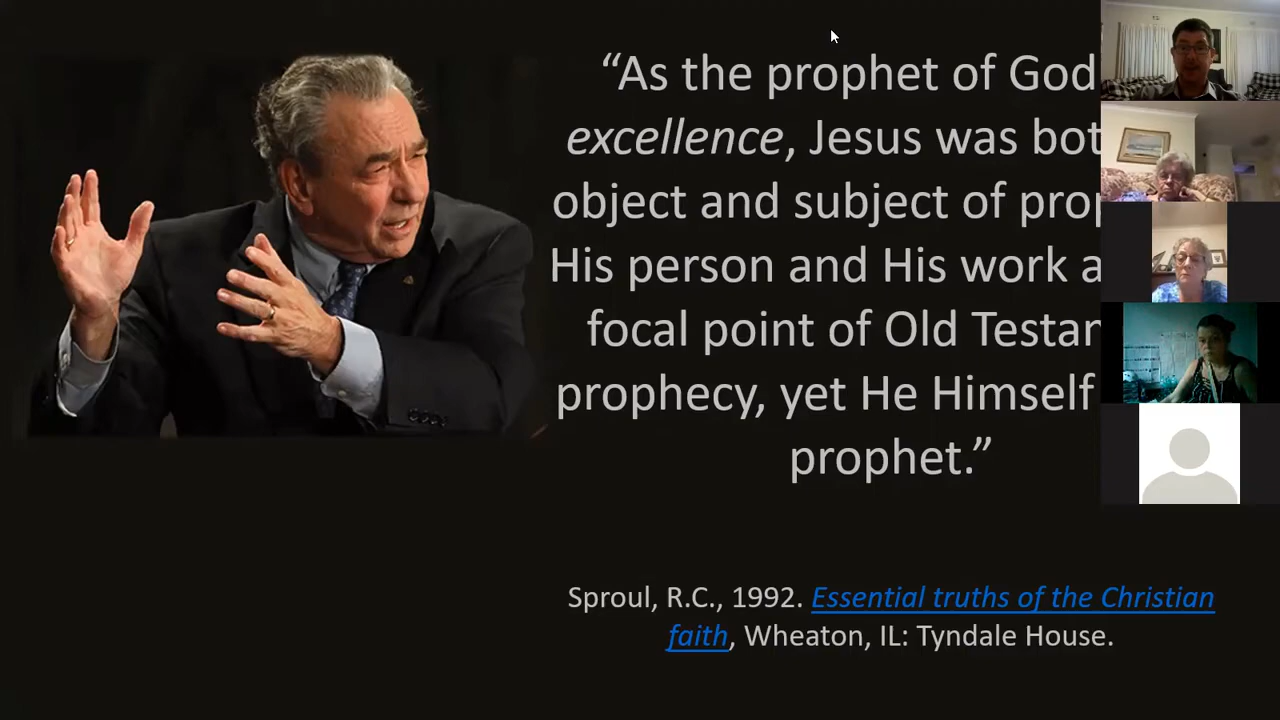 “As the prophet of God
excellence, Jesus was bot
object and subject of prop
His person and His work a
focal point of Old Testan
prophecy, yet He Himself
prophet.”
Sproul, R.C., 1992. Essential truths of the Christian
faith, Wheaton, IL: Tyndale House.